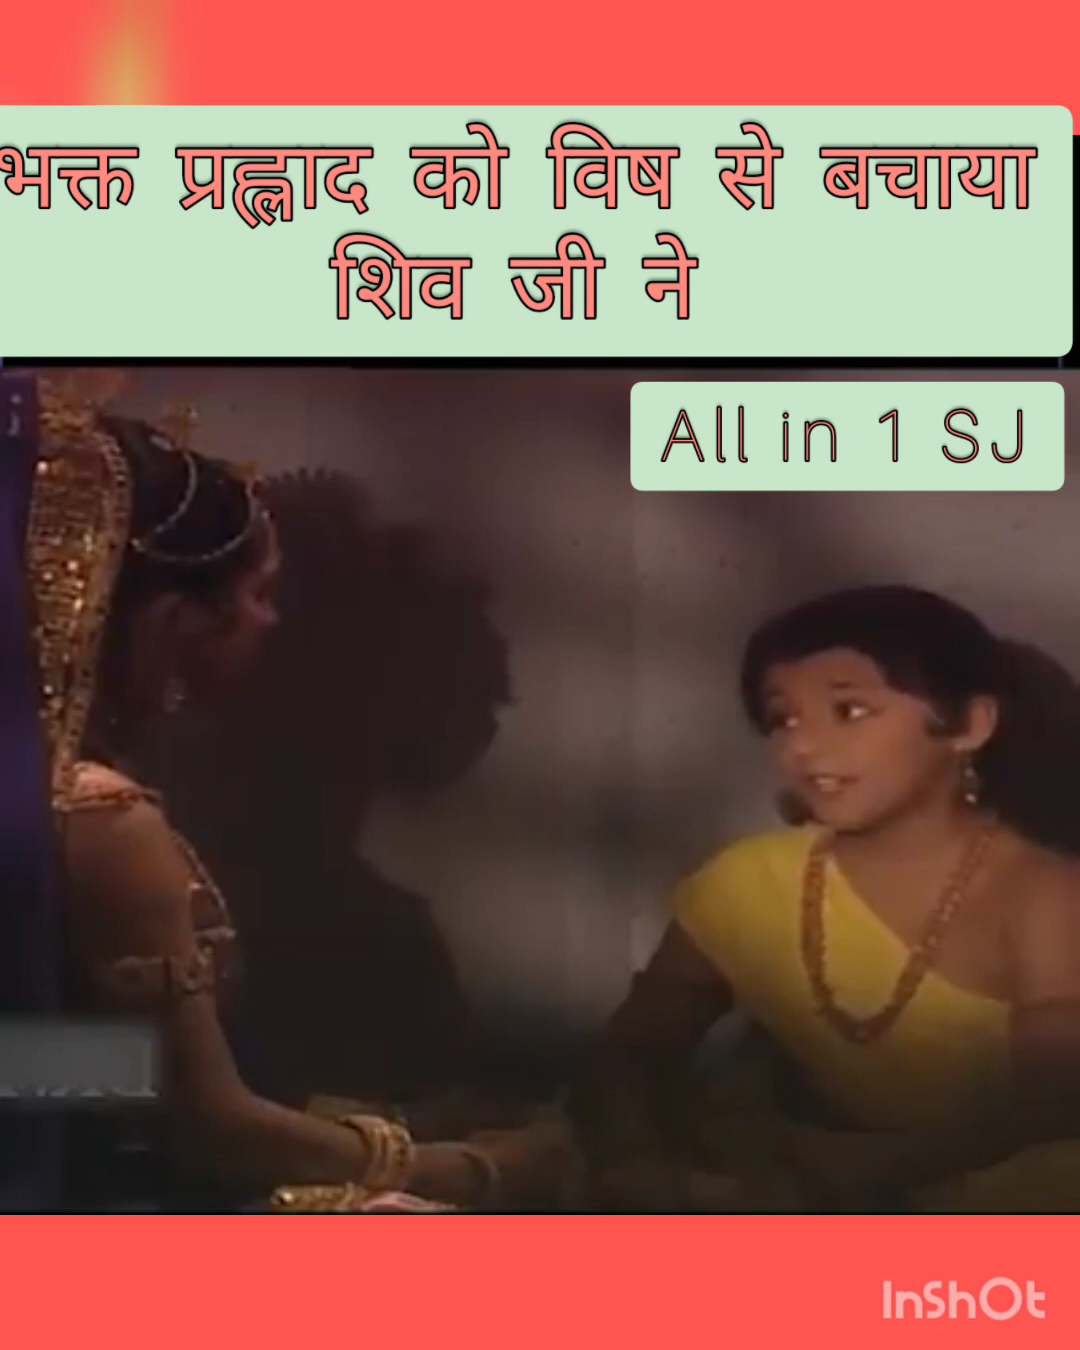 भक्त प्रह्लाद को विष से बचाया
शिव जी ने
All in 1 SJ
InShOt